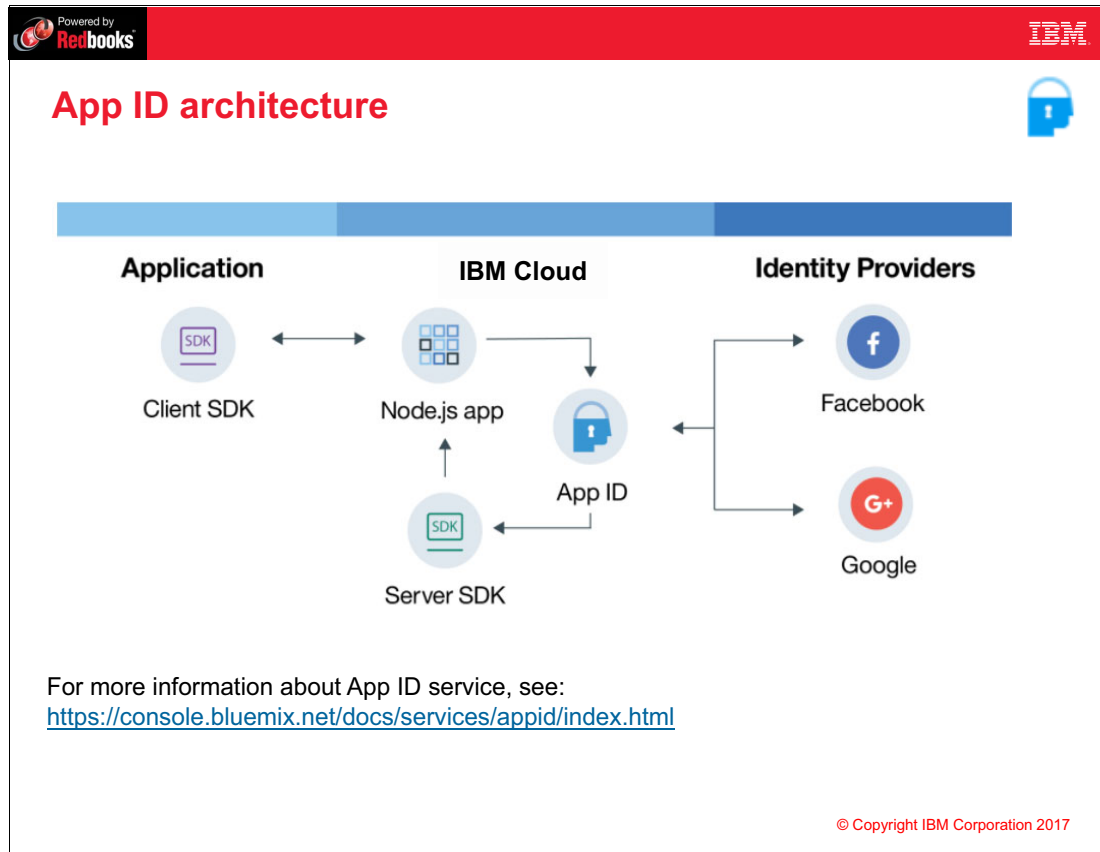 Powered by
Redbooks
IBM
App ID architecture
Application
IBM Cloud
Identity Providers
SDK
Client SDK
Node.js app
App ID
SDK
Server SDK
f
Facebook
G+
Google
For more information about App ID service, see:
https://console.bluemix.net/docs/services/appid/index.html
© Copyright IBM Corporation 2017